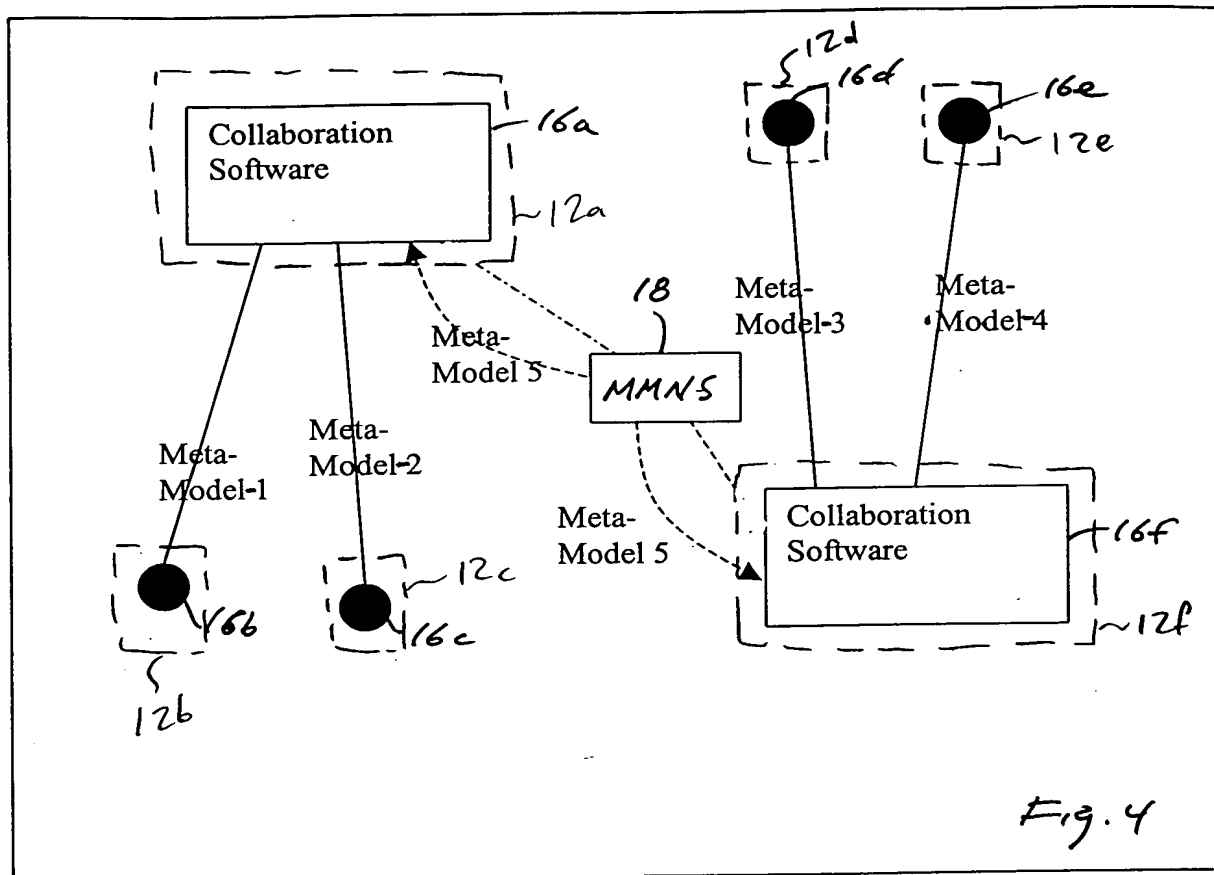 12d
16d
16e
12e
Collaboration
Software
16a
12a
18
MMNS
Meta-
Model 5
Meta-
Model-3
Meta-
Model-4
Meta-
Model-1
Meta-
Model-2
Meta-
Model 5
Collaboration
Software
16f
12f
12c
16b
16c
12b
Fig. 4